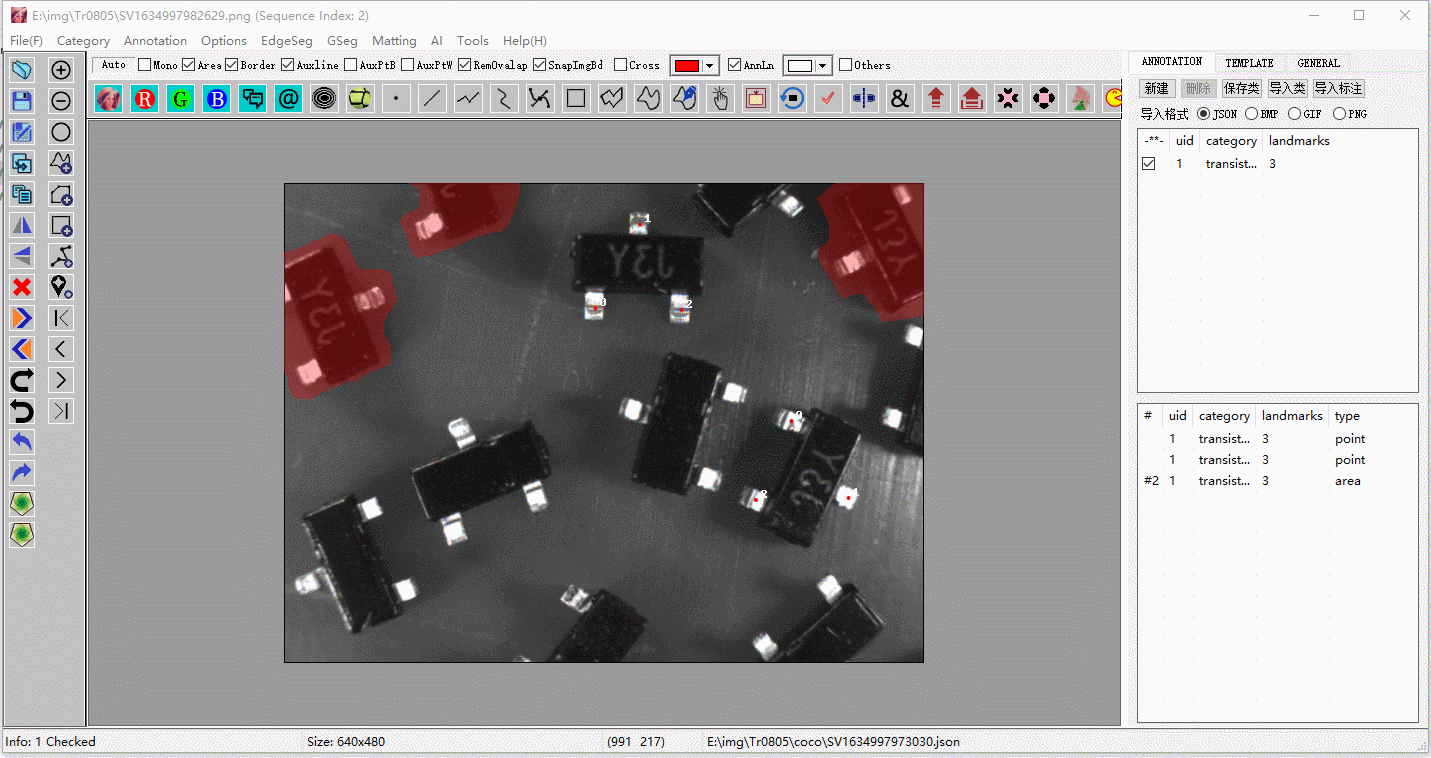 E:\img\Tr0805\SV1634997982629.png (Sequence Index: 2)
File(F) Category Annotation Options EdgeSeg GSeg Matting AI Tools Help(H)
Auto Mono Area Border Auxline AuxPtB AuxPtW RemOvalap SnapImgBd Cross AnnLn Others
R G B @ &
ANNOTATION TEMPLATE GENERAL
新建 删除 保存类 导入类 导入标注
导入格式 JSON BMP GIF PNG
-**- uid category landmarks
1 transist... 3
# uid category landmarks type
1 transist... 3 point
1 transist... 3 point
#2 1 transist... 3 area
1
J3Y
0 2
J3Y
J3Y
0
2 1
J3Y
Info: 1 Checked Size: 640x480 (991 217) E:\img\Tr0805\coco\SV1634997973030.json